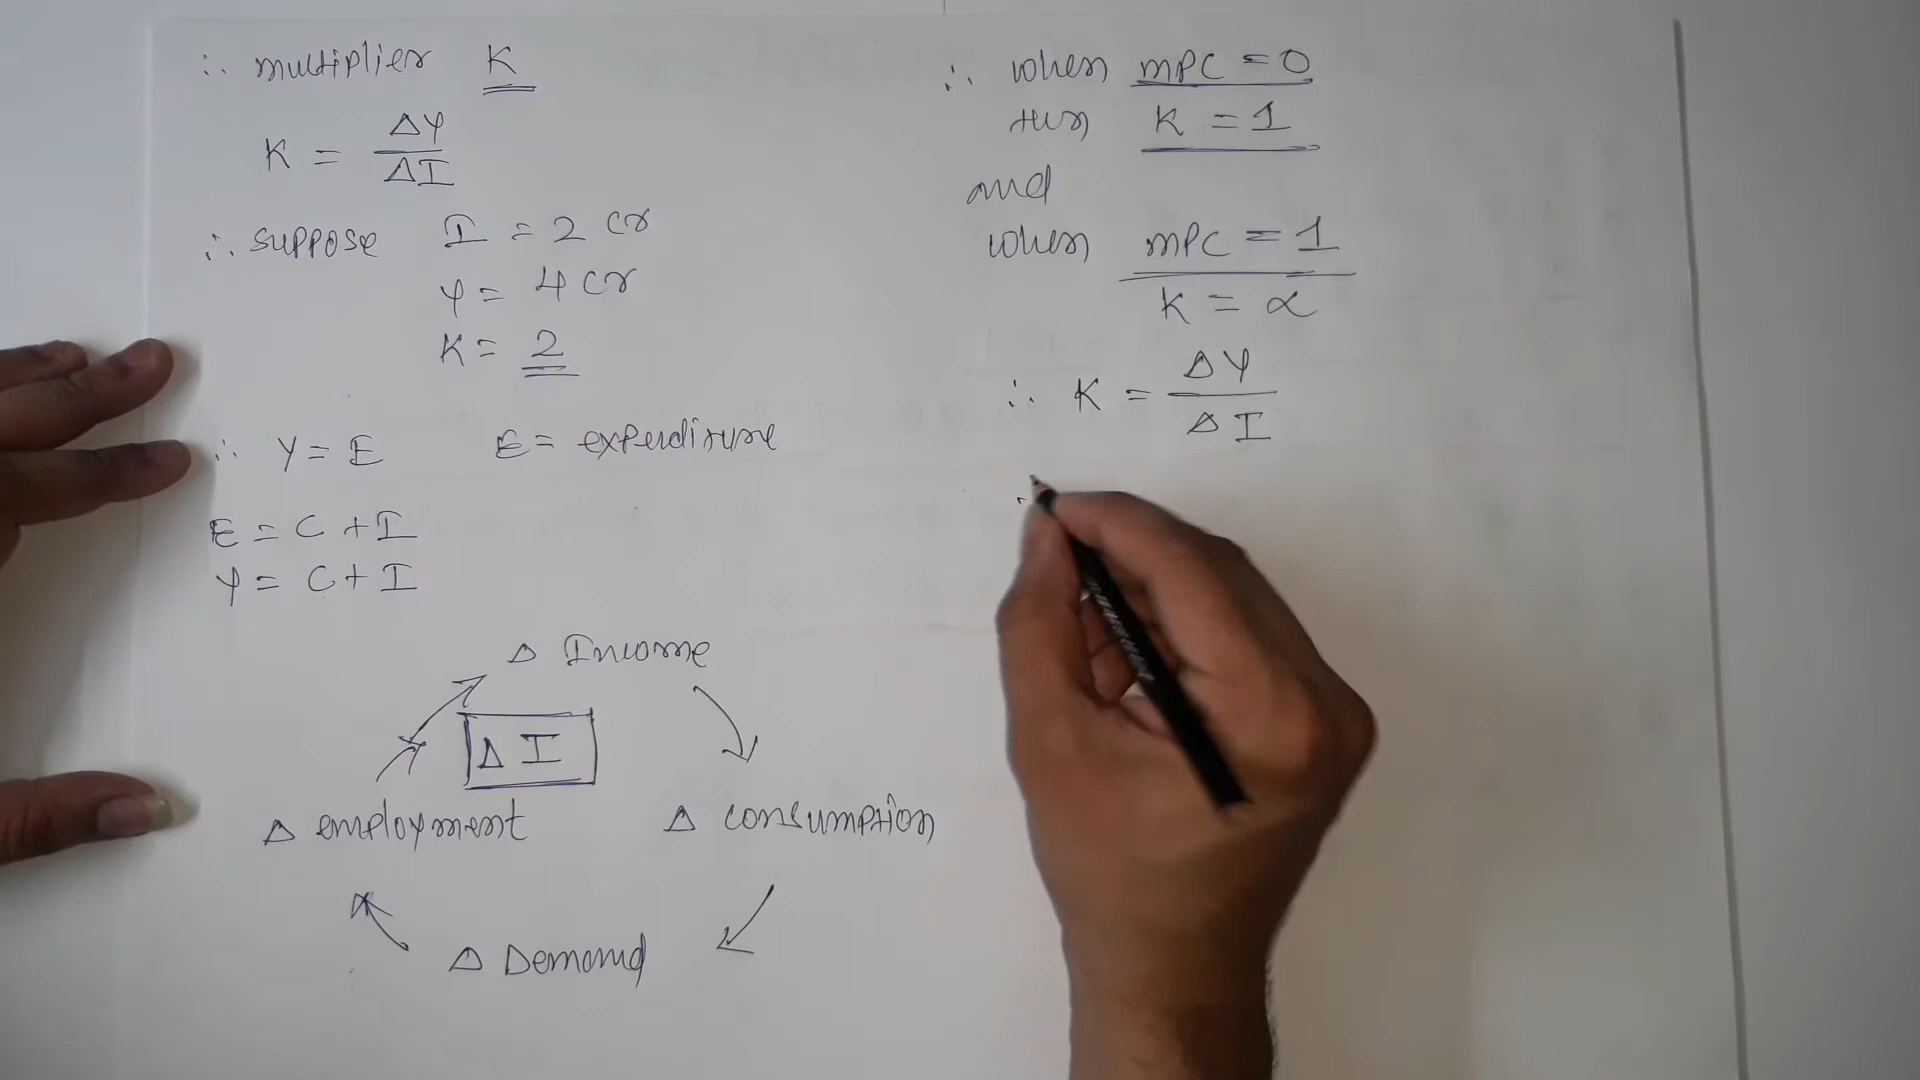 ∴ multiplier K
K = ΔY / ΔI
∴ suppose I = 2 cr
Y = 4 cr
K = 2
∴ Y = E E = expenditure
E = C + I
Y = C + I
Δ Income
Δ I
Δ employment Δ consumption
Δ Demand
∴ when MPC = 0
then K = 1
and
when MPC = 1
K = ∝
∴ K = ΔY / ΔI